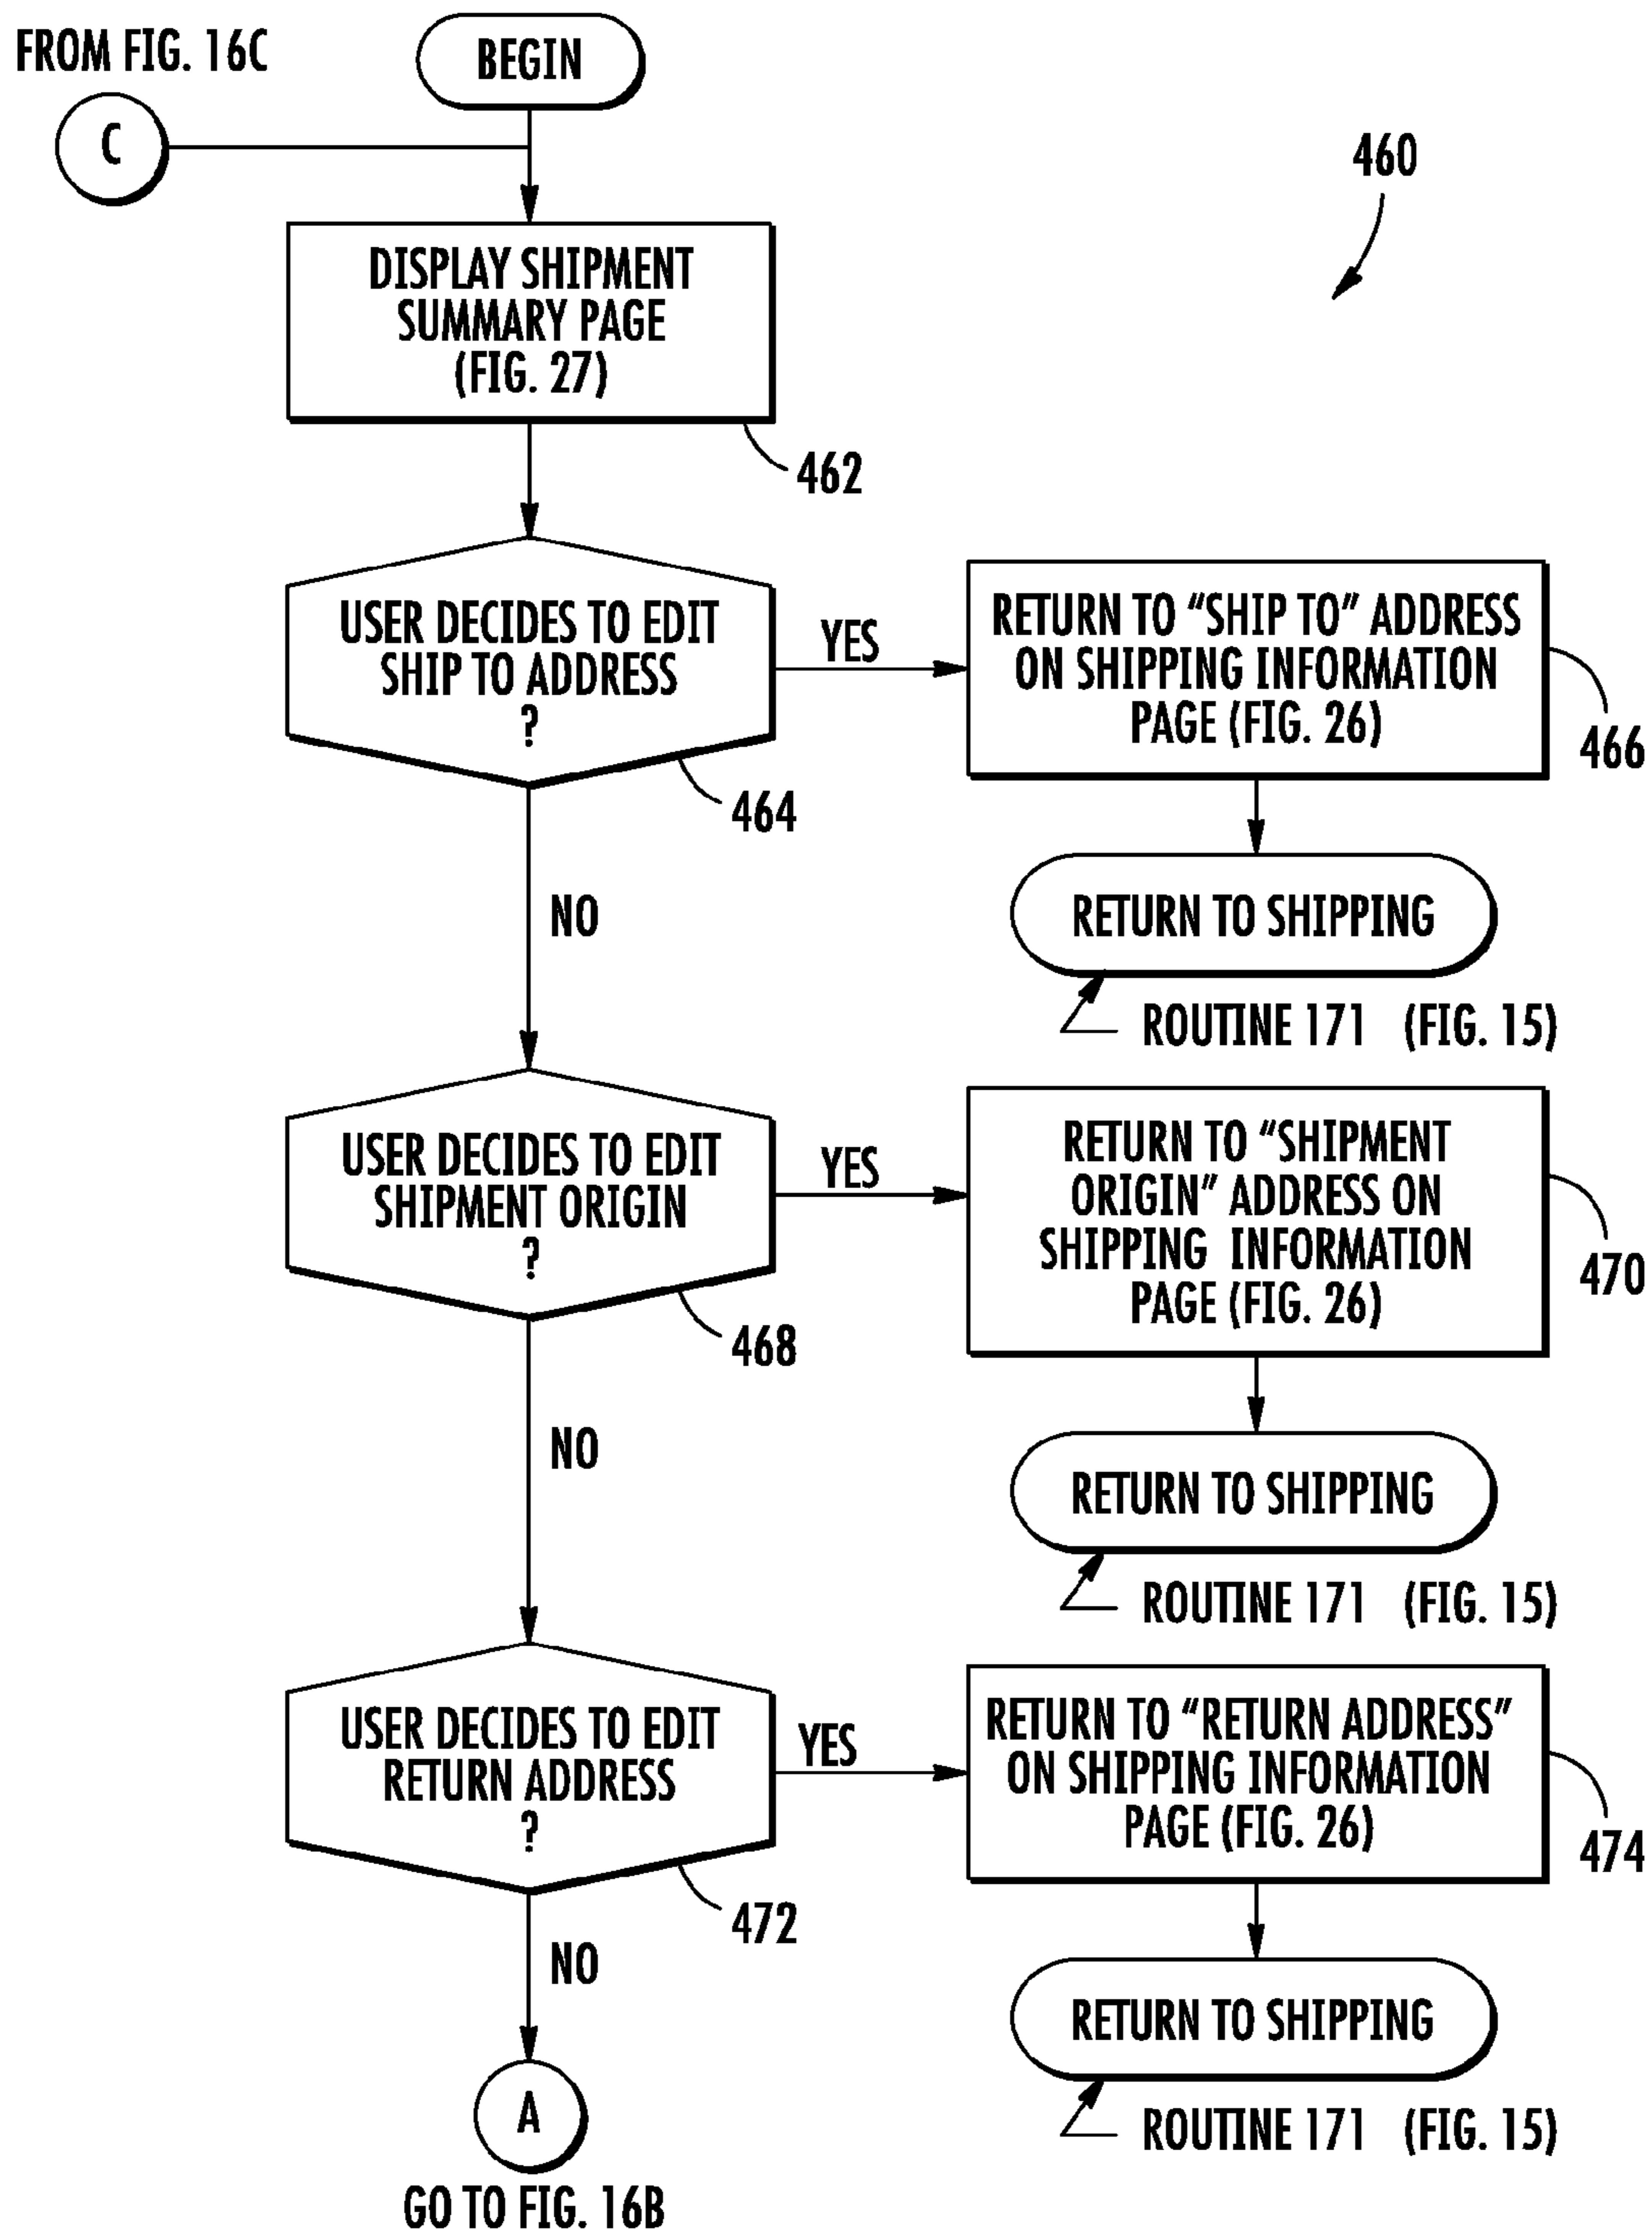 FROM FIG. 16C
BEGIN
C
460
DISPLAY SHIPMENT
SUMMARY PAGE
(FIG. 27)
462
USER DECIDES TO EDIT
SHIP TO ADDRESS
?
464
YES
RETURN TO “SHIP TO” ADDRESS
ON SHIPPING INFORMATION
PAGE (FIG. 26)
466
RETURN TO SHIPPING
ROUTINE 171 (FIG. 15)
NO
USER DECIDES TO EDIT
SHIPMENT ORIGIN
?
468
YES
RETURN TO “SHIPMENT
ORIGIN” ADDRESS ON
SHIPPING INFORMATION
PAGE (FIG. 26)
470
RETURN TO SHIPPING
ROUTINE 171 (FIG. 15)
NO
USER DECIDES TO EDIT
RETURN ADDRESS
?
472
YES
RETURN TO “RETURN ADDRESS”
ON SHIPPING INFORMATION
PAGE (FIG. 26)
474
RETURN TO SHIPPING
ROUTINE 171 (FIG. 15)
NO
A
GO TO FIG. 16B